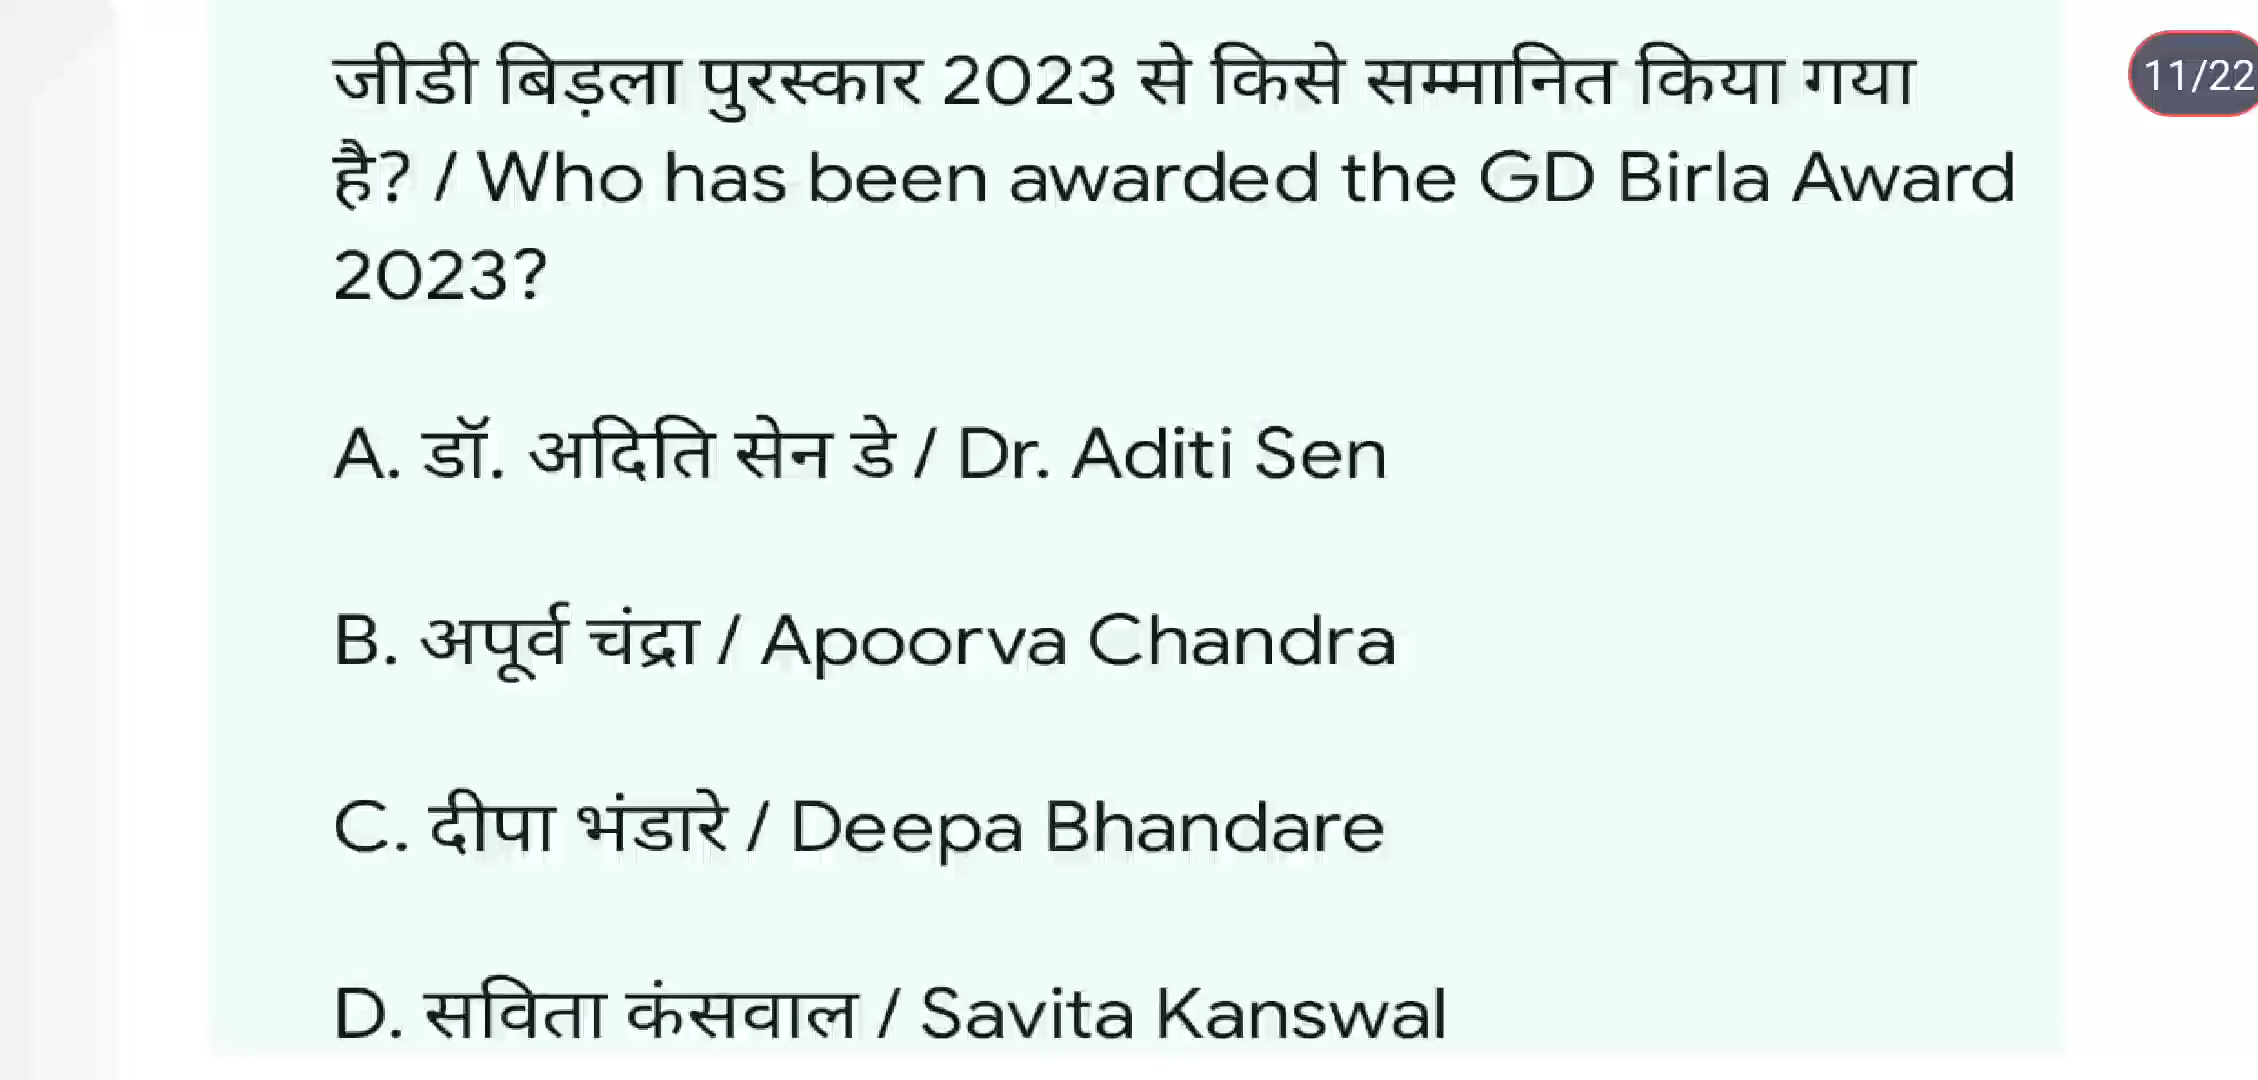 जीडी बिड़ला पुरस्कार 2023 से किसे सम्मानित किया गया
11/22
है? / Who has been awarded the GD Birla Award
2023?
A. डॉ. अदिति सेन डे / Dr. Aditi Sen
B. अपूर्व चंद्रा / Apoorva Chandra
C. दीपा भंडारे / Deepa Bhandare
D. सविता कंसवाल / Savita Kanswal